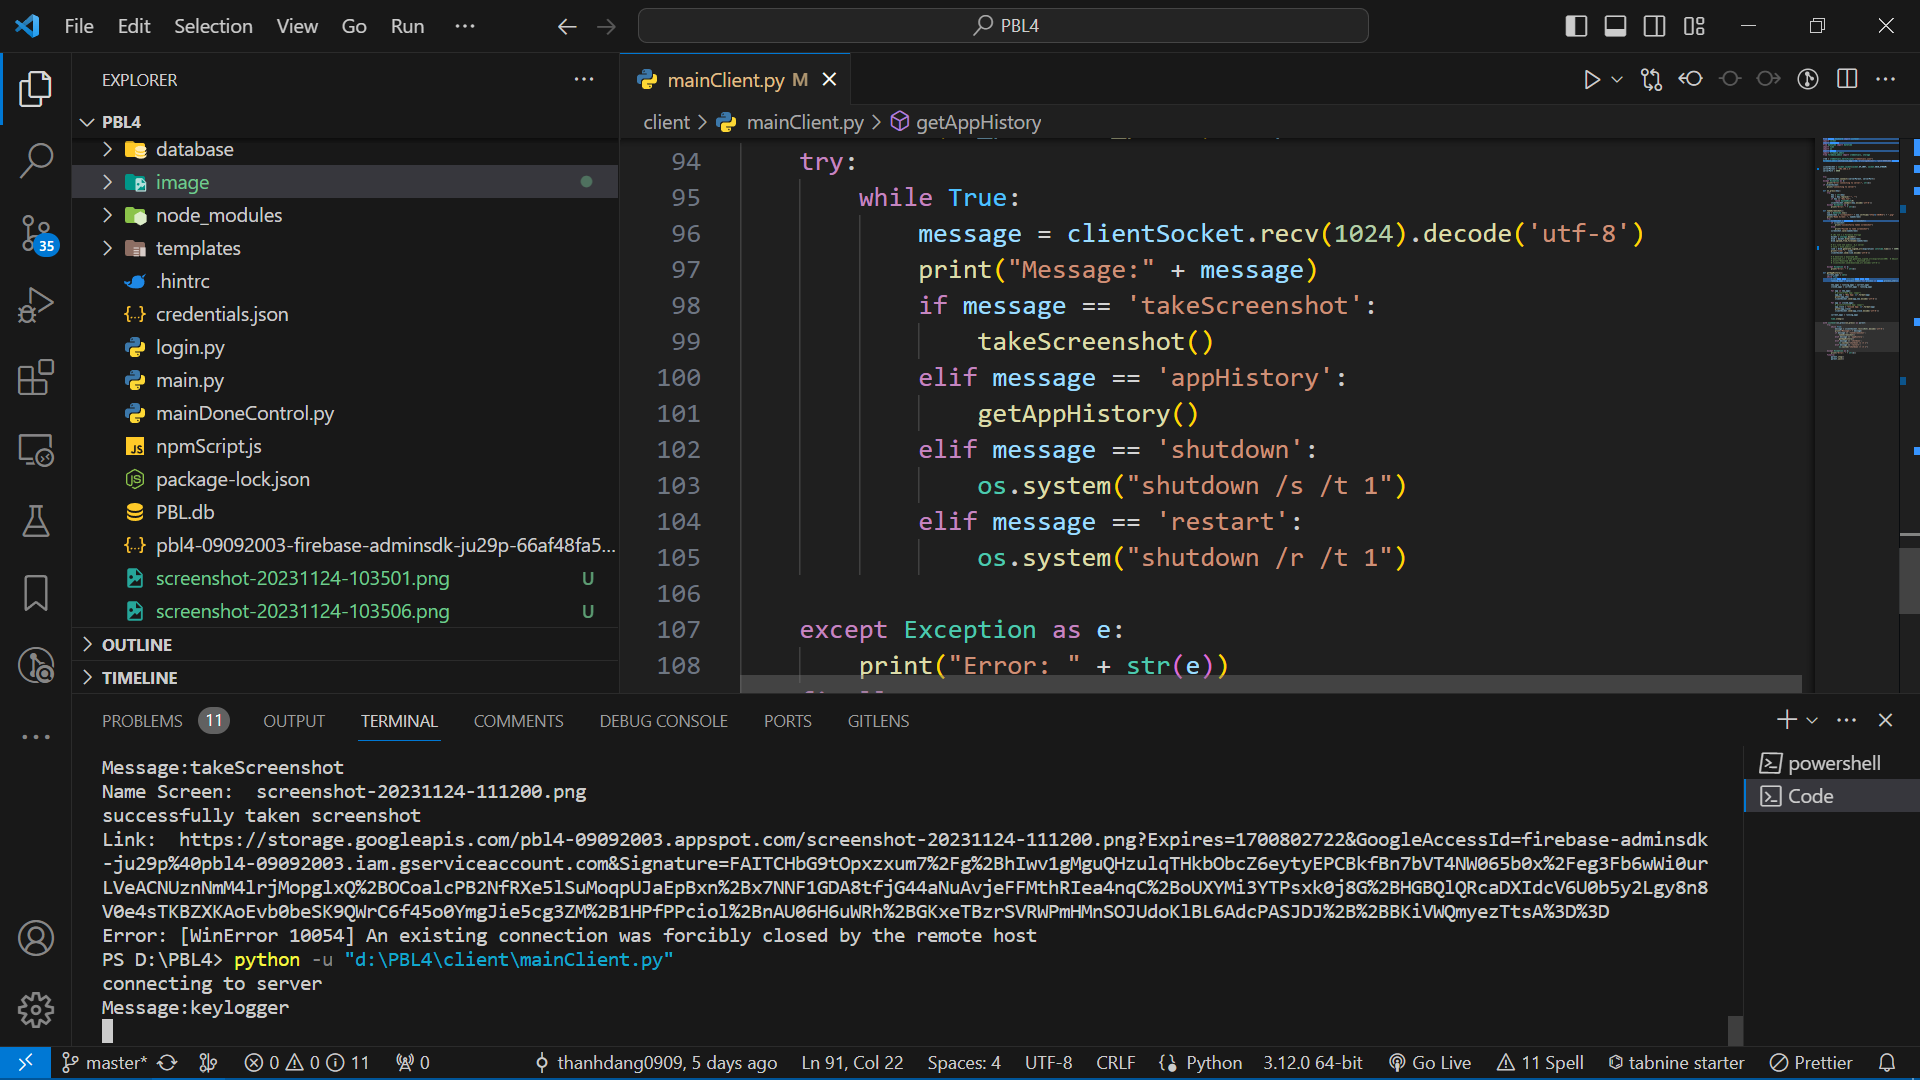 File Edit Selection View Go Run ··· PBL4
EXPLORER ···
PBL4
database
image
node_modules
templates
.hintrc
credentials.json
login.py
main.py
mainDoneControl.py
npmScript.js
package-lock.json
PBL.db
pbl4-09092003-firebase-adminsdk-ju29p-66af48fa5...
screenshot-20231124-103501.png U
screenshot-20231124-103506.png U
OUTLINE
TIMELINE
35
mainClient.py M
client > mainClient.py > getAppHistory
94 try:
95 while True:
96 message = clientSocket.recv(1024).decode('utf-8')
97 print("Message:" + message)
98 if message == 'takeScreenshot':
99 takeScreenshot()
100 elif message == 'appHistory':
101 getAppHistory()
102 elif message == 'shutdown':
103 os.system("shutdown /s /t 1")
104 elif message == 'restart':
105 os.system("shutdown /r /t 1")
106
107 except Exception as e:
108 print("Error: " + str(e))
PROBLEMS 11 OUTPUT TERMINAL COMMENTS DEBUG CONSOLE PORTS GITLENS
Message:takeScreenshot
Name Screen:  screenshot-20231124-111200.png
successfully taken screenshot
Link:  https://storage.googleapis.com/pbl4-09092003.appspot.com/screenshot-20231124-111200.png?Expires=1700802722&GoogleAccessId=firebase-adminsdk
-ju29p%40pbl4-09092003.iam.gserviceaccount.com&Signature=FAITCHbG9tOpxzxum7%2Fg%2BhIwv1gMguQHzulqTHkbObcZ6eytyEPCBkfBn7bVT4NW065b0x%2Feg3Fb6wWi0ur
LVeACNUznNmM4lrjMopglxQ%2BOCoalcPB2NfRXe5lSuMoqpUJaEpBxn%2Bx7NNF1GDA8tfjG44aNuAvjeFFMthRIea4nqC%2BoUXYMi3YTPsxk0j8G%2BHGBQlQRcaDXIdcV6U0b5y2Lgy8n8
V0e4sTKBZXKAoEvb0beSK9QWrC6f45o0YmgJie5cg3ZM%2B1HPfPPciol%2BnAU06H6uWRh%2BGKxeTBzrSVRWPmHMnSOJUdoKlBL6AdcPASJDJ%2B%2BBKiVWQmyezTtsA%3D%3D
Error: [WinError 10054] An existing connection was forcibly closed by the remote host
PS D:\PBL4> python -u "d:\PBL4\client\mainClient.py"
connecting to server
Message:keylogger
powershell
Code
master* 0 0 11 0 thanhdang0909, 5 days ago Ln 91, Col 22 Spaces: 4 UTF-8 CRLF Python 3.12.0 64-bit Go Live 11 Spell tabnine starter Prettier